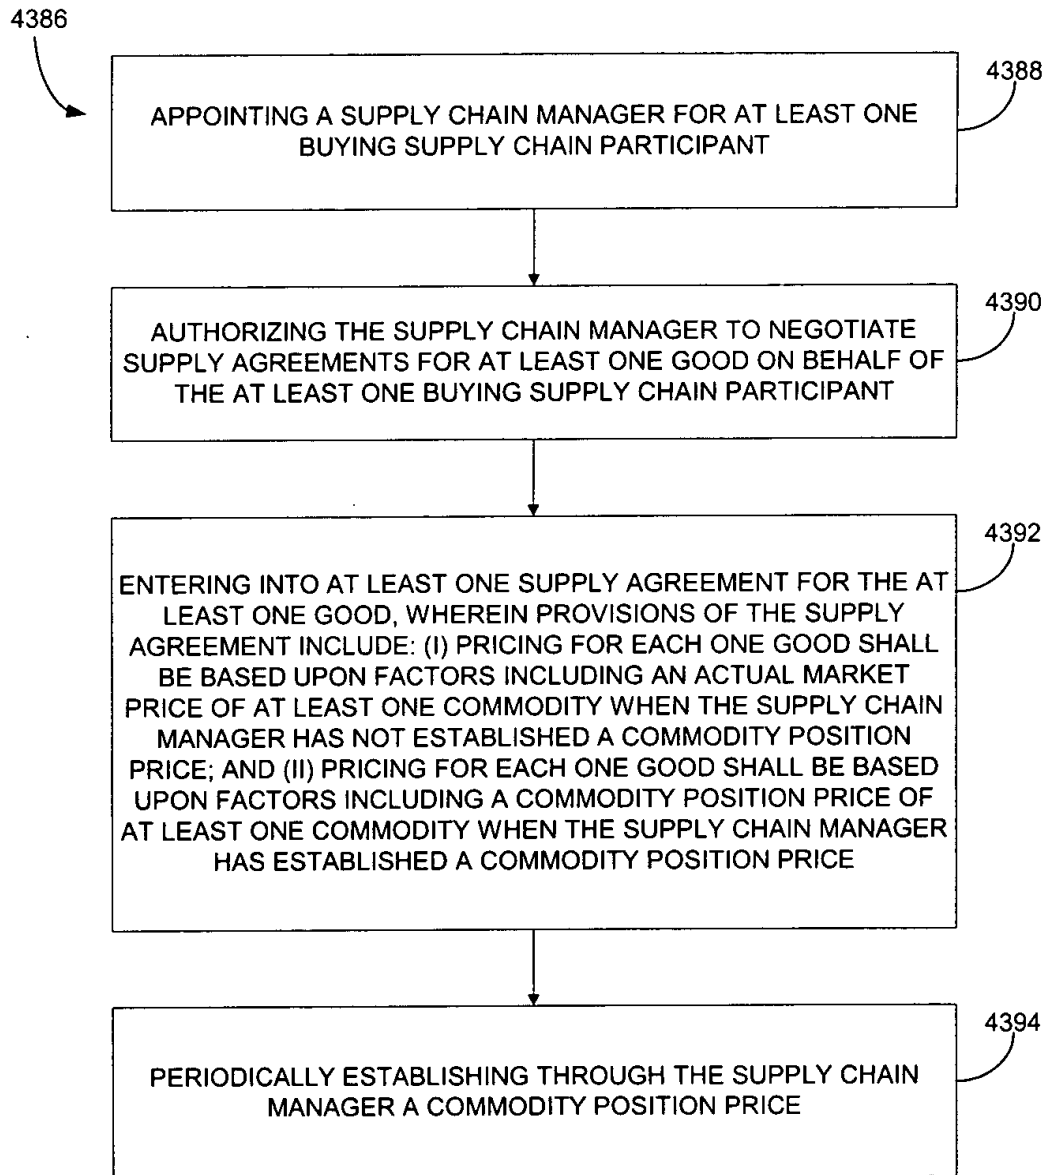 4386
4388
APPOINTING A SUPPLY CHAIN MANAGER FOR AT LEAST ONE
BUYING SUPPLY CHAIN PARTICIPANT
4390
AUTHORIZING THE SUPPLY CHAIN MANAGER TO NEGOTIATE
SUPPLY AGREEMENTS FOR AT LEAST ONE GOOD ON BEHALF OF
THE AT LEAST ONE BUYING SUPPLY CHAIN PARTICIPANT
4392
ENTERING INTO AT LEAST ONE SUPPLY AGREEMENT FOR THE AT
LEAST ONE GOOD, WHEREIN PROVISIONS OF THE SUPPLY
AGREEMENT INCLUDE: (I) PRICING FOR EACH ONE GOOD SHALL
BE BASED UPON FACTORS INCLUDING AN ACTUAL MARKET
PRICE OF AT LEAST ONE COMMODITY WHEN THE SUPPLY CHAIN
MANAGER HAS NOT ESTABLISHED A COMMODITY POSITION
PRICE; AND (II) PRICING FOR EACH ONE GOOD SHALL BE BASED
UPON FACTORS INCLUDING A COMMODITY POSITION PRICE OF
AT LEAST ONE COMMODITY WHEN THE SUPPLY CHAIN MANAGER
HAS ESTABLISHED A COMMODITY POSITION PRICE
4394
PERIODICALLY ESTABLISHING THROUGH THE SUPPLY CHAIN
MANAGER A COMMODITY POSITION PRICE